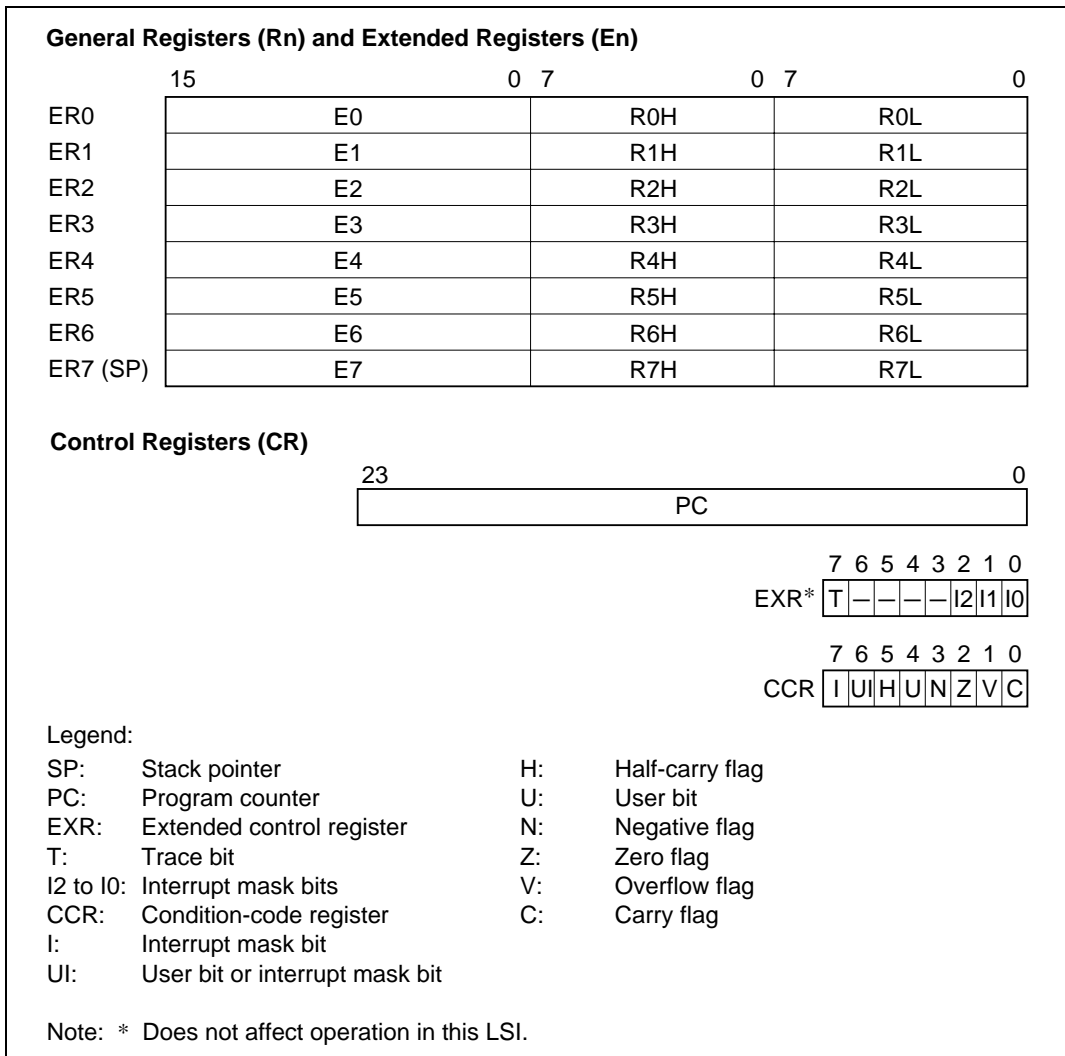 General Registers (Rn) and Extended Registers (En)
15 0 7 0 7 0
ER0 E0 R0H R0L
ER1 E1 R1H R1L
ER2 E2 R2H R2L
ER3 E3 R3H R3L
ER4 E4 R4H R4L
ER5 E5 R5H R5L
ER6 E6 R6H R6L
ER7 (SP) E7 R7H R7L
Control Registers (CR)
23 0
PC
7 6 5 4 3 2 1 0
EXR* T — — — — I2 I1 I0
7 6 5 4 3 2 1 0
CCR I UI H U N Z V C
Legend:
SP: Stack pointer H: Half-carry flag
PC: Program counter U: User bit
EXR: Extended control register N: Negative flag
T: Trace bit Z: Zero flag
I2 to I0: Interrupt mask bits V: Overflow flag
CCR: Condition-code register C: Carry flag
I: Interrupt mask bit
UI: User bit or interrupt mask bit
Note: * Does not affect operation in this LSI.